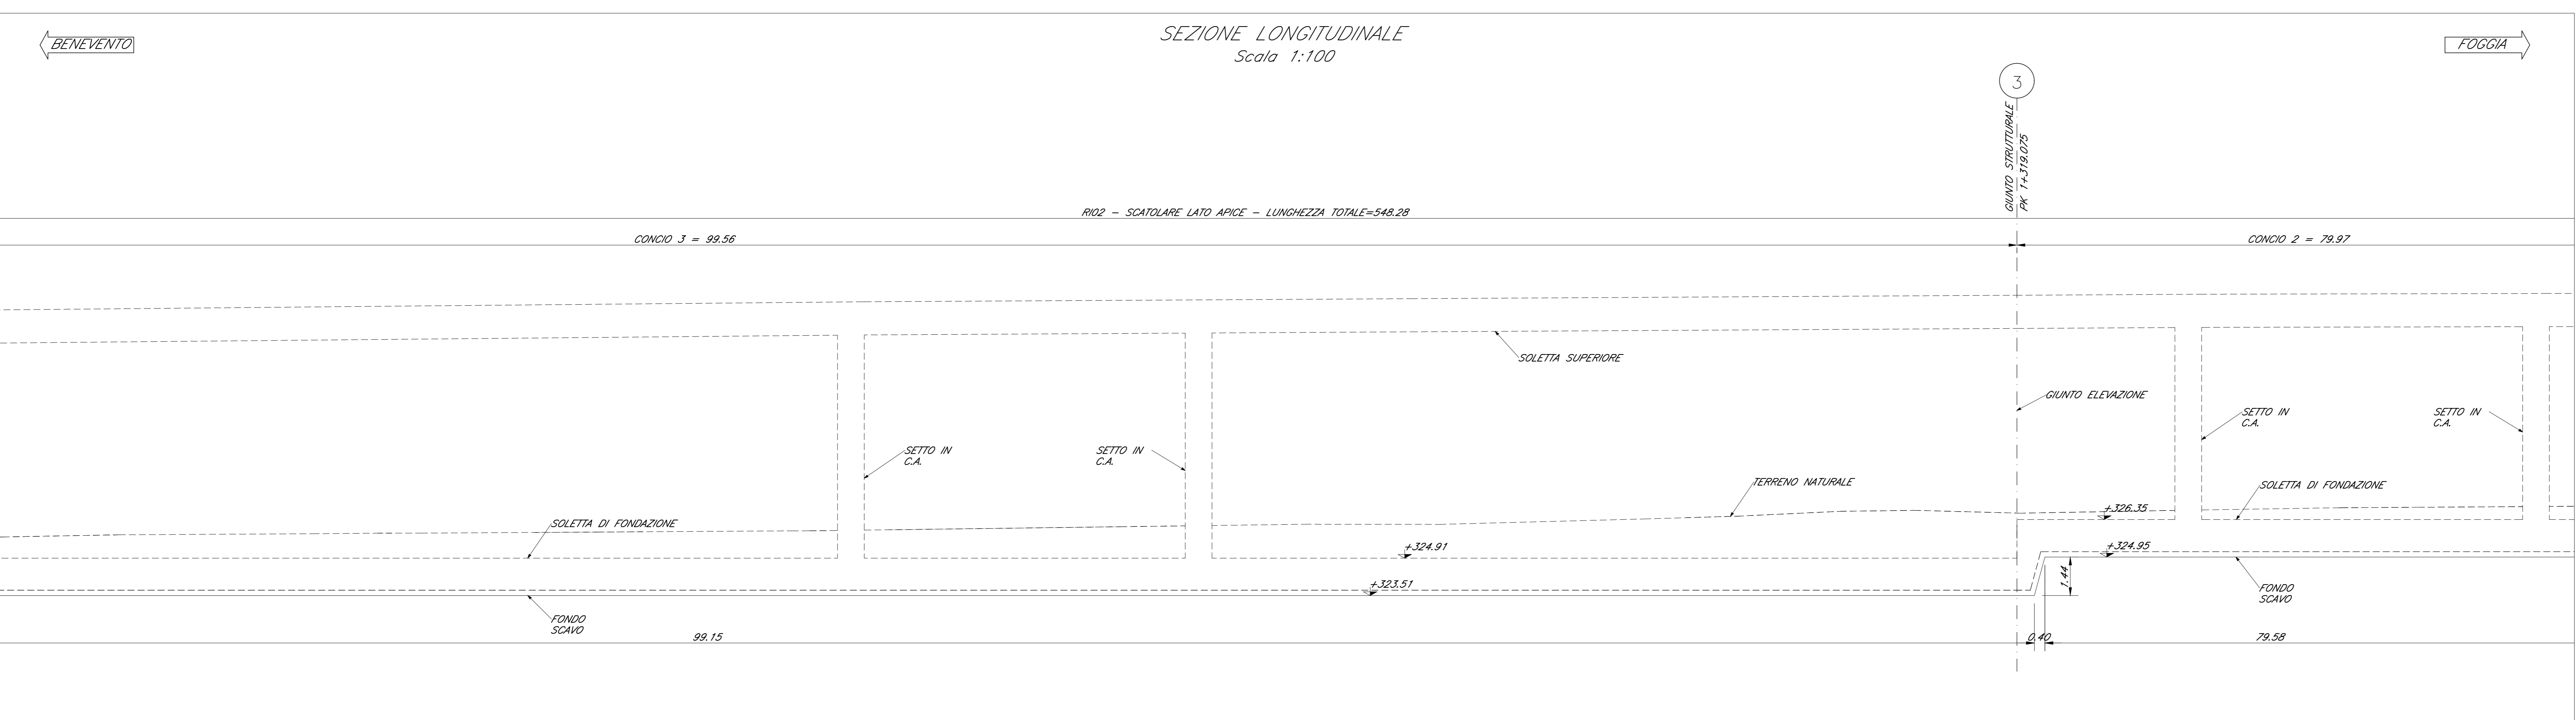 BENEVENTO
SEZIONE LONGITUDINALE
Scala 1:100
FOGGIA
3
GIUNTO STRUTTURALE
PK 1+319.075
RI02 - SCATOLARE LATO APICE - LUNGHEZZA TOTALE=548.28
CONCIO 3 = 99.56
CONCIO 2 = 79.97
SOLETTA SUPERIORE
GIUNTO ELEVAZIONE
SETTO IN
C.A.
SETTO IN
C.A.
SETTO IN
C.A.
SETTO IN
C.A.
TERRENO NATURALE
SOLETTA DI FONDAZIONE
SOLETTA DI FONDAZIONE
+326.35
+324.91
+324.95
+323.51
1.44
FONDO
SCAVO
FONDO
SCAVO
99.15
0.40
79.58